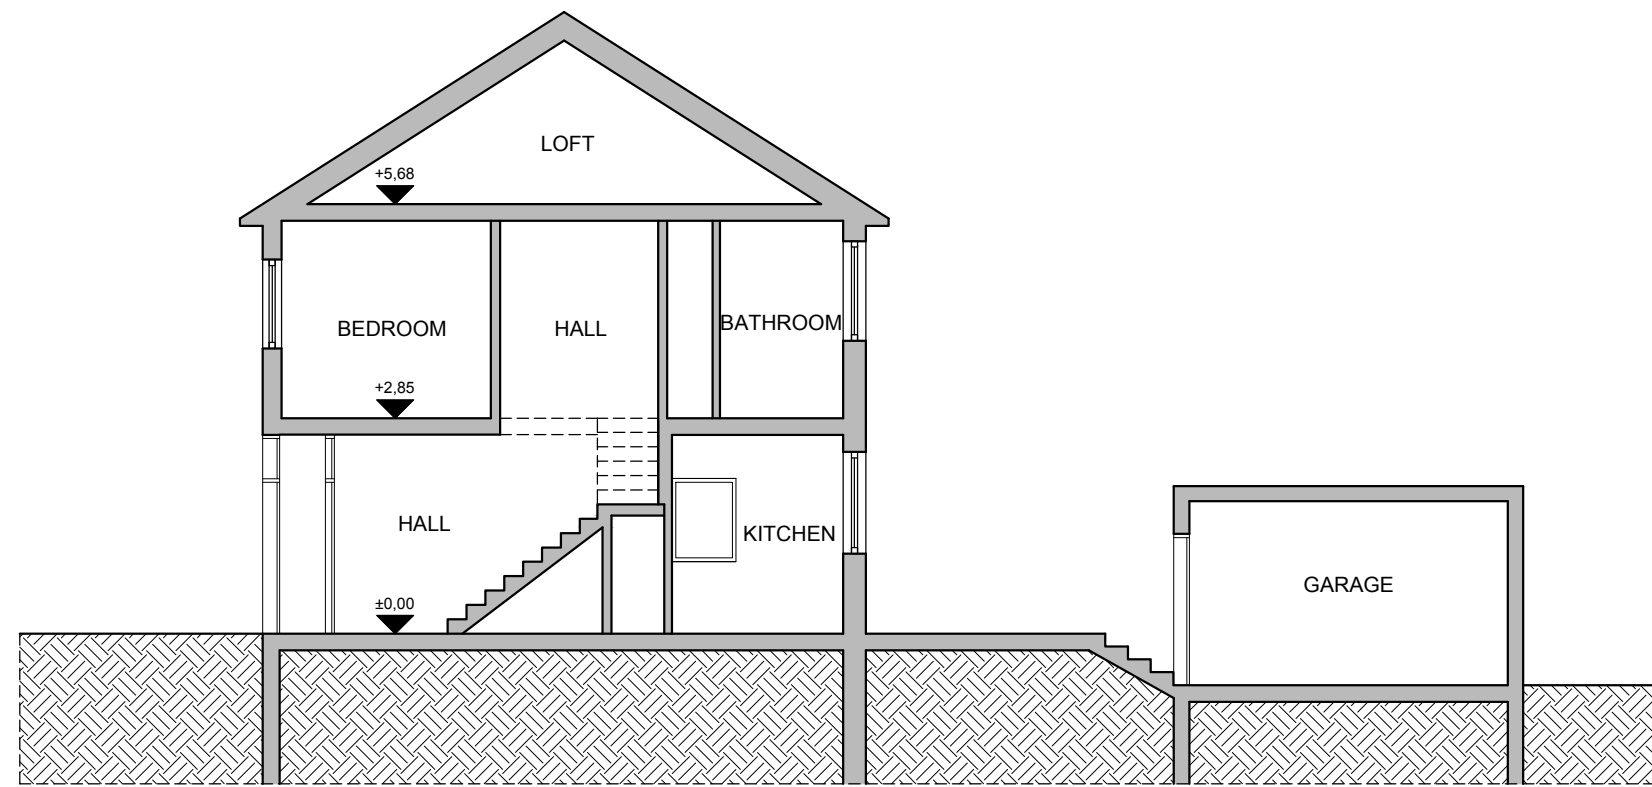 LOFT
+5,68
BEDROOM
HALL
BATHROOM
+2,85
HALL
KITCHEN
±0,00
GARAGE